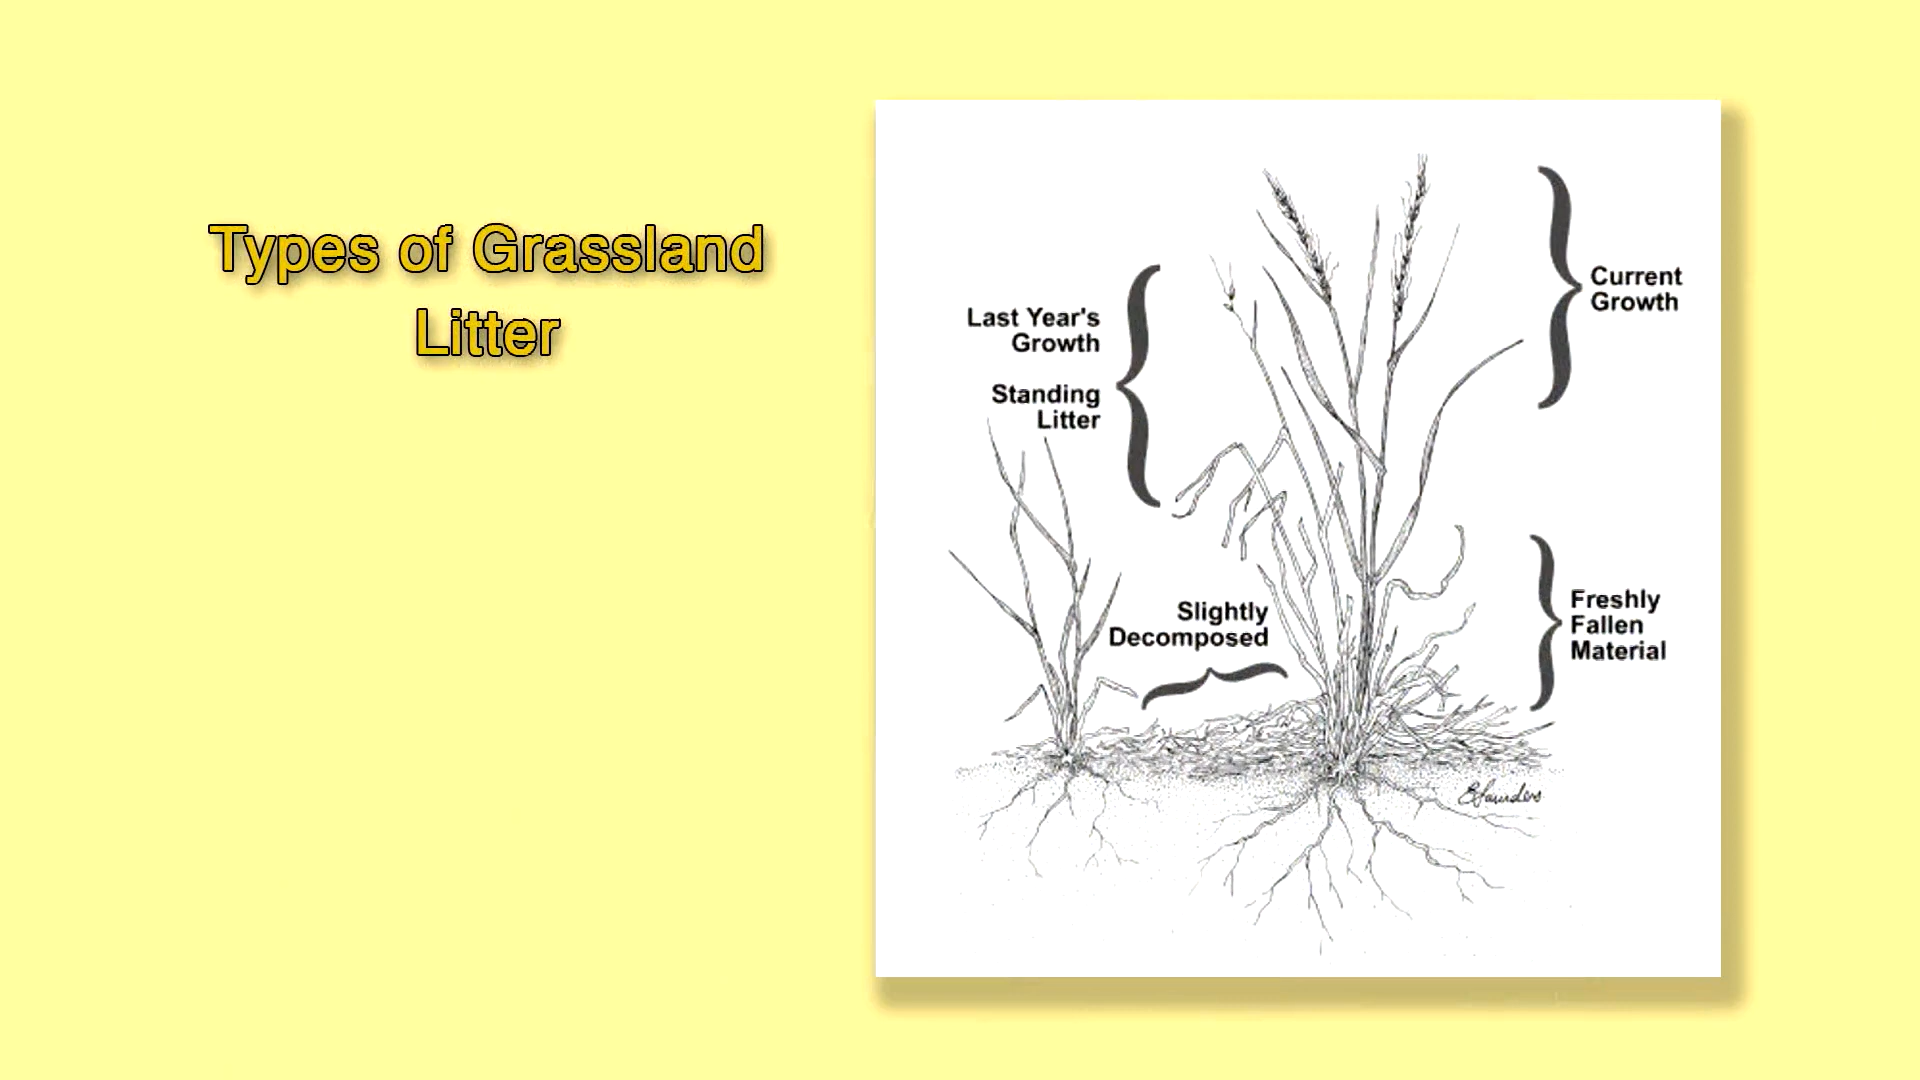 Types of Grassland
Litter
Current
Growth
Last Year's
Growth
Standing
Litter
Slightly
Decomposed
Freshly
Fallen
Material